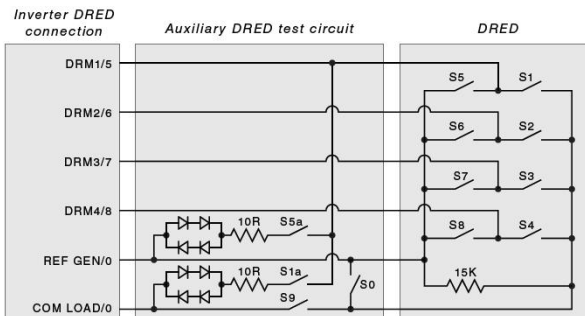 Inverter DRED
connection
Auxiliary DRED test circuit
DRED
DRM1/5
S5
S1
DRM2/6
S6
S2
DRM3/7
S7
S3
DRM4/8
10R
S5a
S8
S4
REF GEN/0
10R
S1a
S0
15K
COM LOAD/0
S9